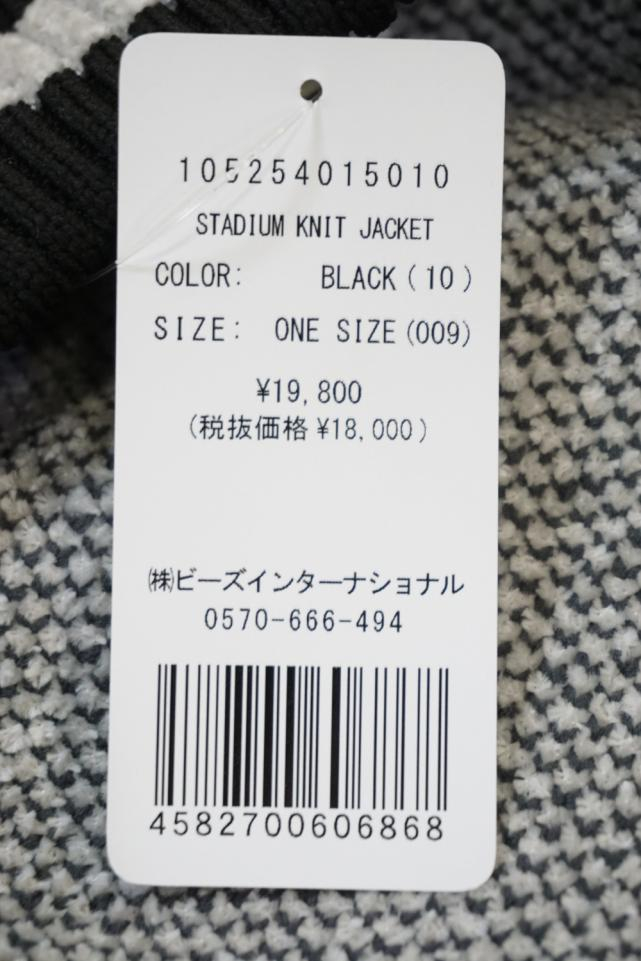 105254015010
STADIUM KNIT JACKET
COLOR: BLACK(10)
SIZE: ONE SIZE(009)
¥19,800
(税抜価格 ¥18,000)
㈱ビーズインターナショナル
0570-666-494
4582700606868